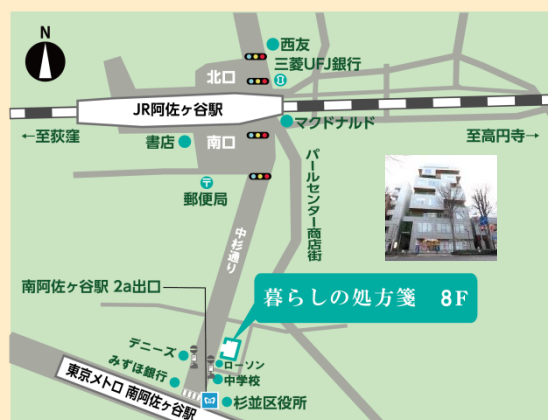 N
西友
三菱UFJ銀行
北口
JR阿佐ヶ谷駅
←至荻窪
書店
南口
マクドナルド
至高円寺→
郵便局
パールセンター商店街
中杉通り
南阿佐ヶ谷駅 2a出口
暮らしの処方箋 8F
デニーズ
みずほ銀行
ローソン
中学校
東京メトロ 南阿佐ヶ谷駅
杉並区役所